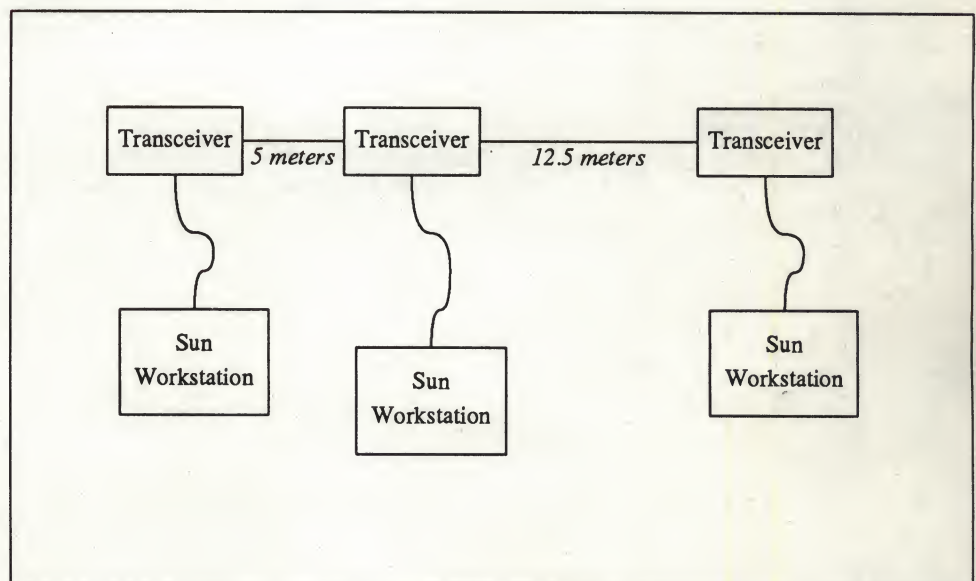 Transceiver
Transceiver
Transceiver
5 meters
12.5 meters
Sun
Workstation
Sun
Workstation
Sun
Workstation